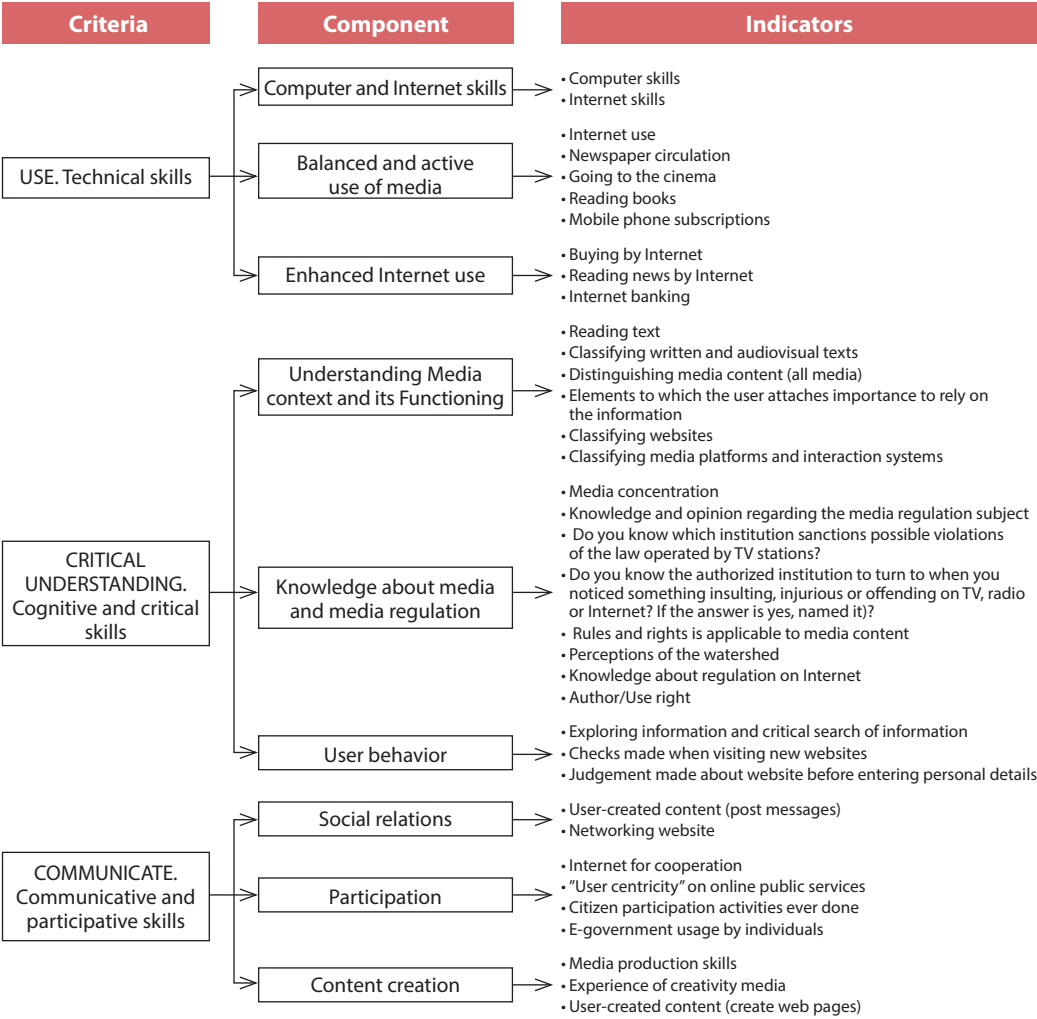 Criteria
Component
Indicators
USE. Technical skills
Computer and Internet skills
• Computer skills
• Internet skills
Balanced and active
use of media
• Internet use
• Newspaper circulation
• Going to the cinema
• Reading books
• Mobile phone subscriptions
Enhanced Internet use
• Buying by Internet
• Reading news by Internet
• Internet banking
CRITICAL
UNDERSTANDING.
Cognitive and critical
skills
Understanding Media
context and its Functioning
• Reading text
• Classifying written and audiovisual texts
• Distinguishing media content (all media)
• Elements to which the user attaches importance to rely on
the information
• Classifying websites
• Classifying media platforms and interaction systems
Knowledge about media
and media regulation
• Media concentration
• Knowledge and opinion regarding the media regulation subject
• Do you know which institution sanctions possible violations
of the law operated by TV stations?
• Do you know the authorized institution to turn to when you
noticed something insulting, injurious or offending on TV, radio
or Internet? If the answer is yes, named it)?
• Rules and rights is applicable to media content
• Perceptions of the watershed
• Knowledge about regulation on Internet
• Author/Use right
User behavior
• Exploring information and critical search of information
• Checks made when visiting new websites
• Judgement made about website before entering personal details
COMMUNICATE.
Communicative and
participative skills
Social relations
• User-created content (post messages)
• Networking website
Participation
• Internet for cooperation
• ”User centricity” on online public services
• Citizen participation activities ever done
• E-government usage by individuals
Content creation
• Media production skills
• Experience of creativity media
• User-created content (create web pages)